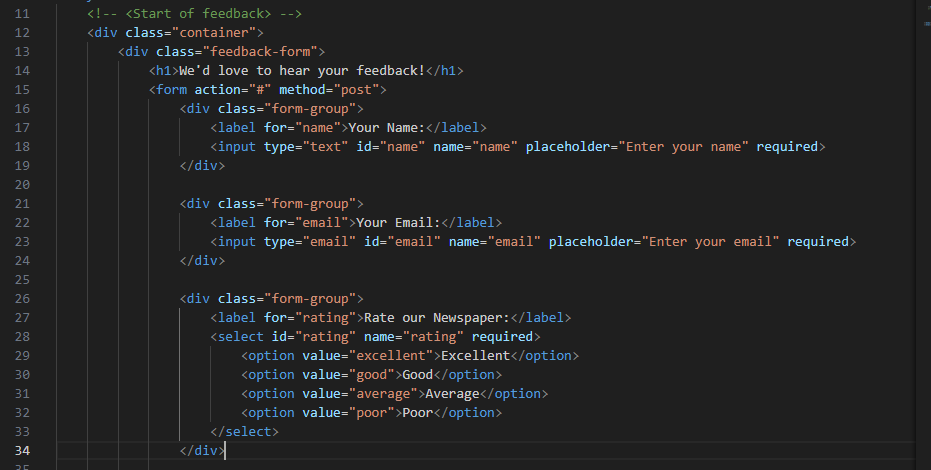 11 <!-- <Start of feedback> -->
12 <div class="container">
13 <div class="feedback-form">
14 <h1>We'd love to hear your feedback!</h1>
15 <form action="#" method="post">
16 <div class="form-group">
17 <label for="name">Your Name:</label>
18 <input type="text" id="name" name="name" placeholder="Enter your name" required>
19 </div>
20
21 <div class="form-group">
22 <label for="email">Your Email:</label>
23 <input type="email" id="email" name="email" placeholder="Enter your email" required>
24 </div>
25
26 <div class="form-group">
27 <label for="rating">Rate our Newspaper:</label>
28 <select id="rating" name="rating" required>
29 <option value="excellent">Excellent</option>
30 <option value="good">Good</option>
31 <option value="average">Average</option>
32 <option value="poor">Poor</option>
33 </select>
34 </div>
35